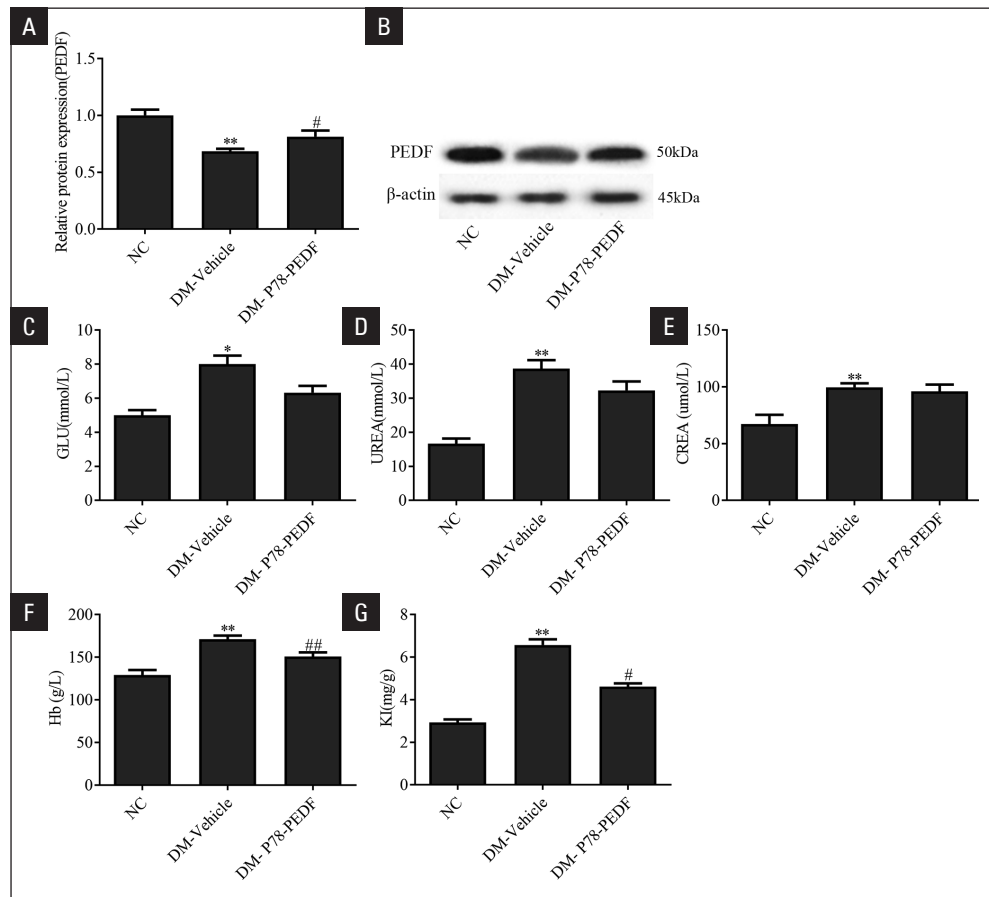 A
Relative protein expression(PEDF)
1.5
1.0
0.5
0.0
**
#
NC
DM-Vehicle
DM- P78-PEDF
B
PEDF
50kDa
β-actin
45kDa
NC
DM-Vehicle
DM-P78-PEDF
C
GLU(mmol/L)
10
8
6
4
2
0
*
NC
DM-Vehicle
DM- P78-PEDF
D
UREA(mmol/L)
50
40
30
20
10
0
**
NC
DM-Vehicle
DM- P78-PEDF
E
CREA (umol/L)
150
100
50
0
**
NC
DM-Vehicle
DM- P78-PEDF
F
Hb (g/L)
200
150
100
50
0
**
##
NC
DM-Vehicle
DM- P78-PEDF
G
KI(mg/g)
8
6
4
2
0
**
#
NC
DM-Vehicle
DM- P78-PEDF